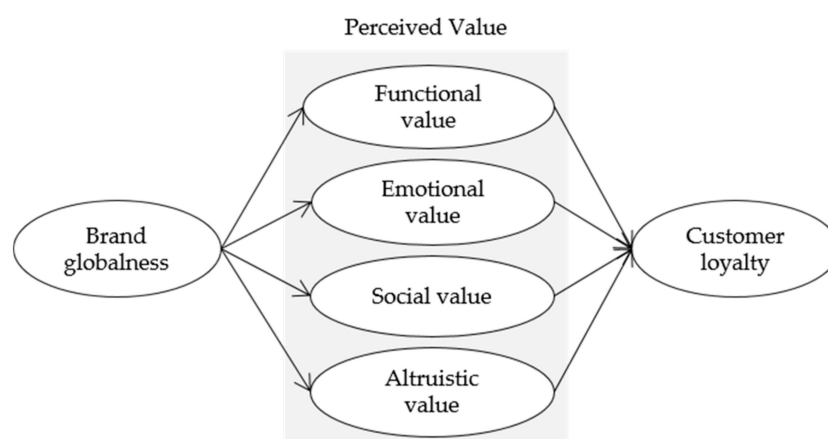 Perceived Value
Functional
value
Emotional
value
Brand
globalness
Customer
loyalty
Social value
Altruistic
value